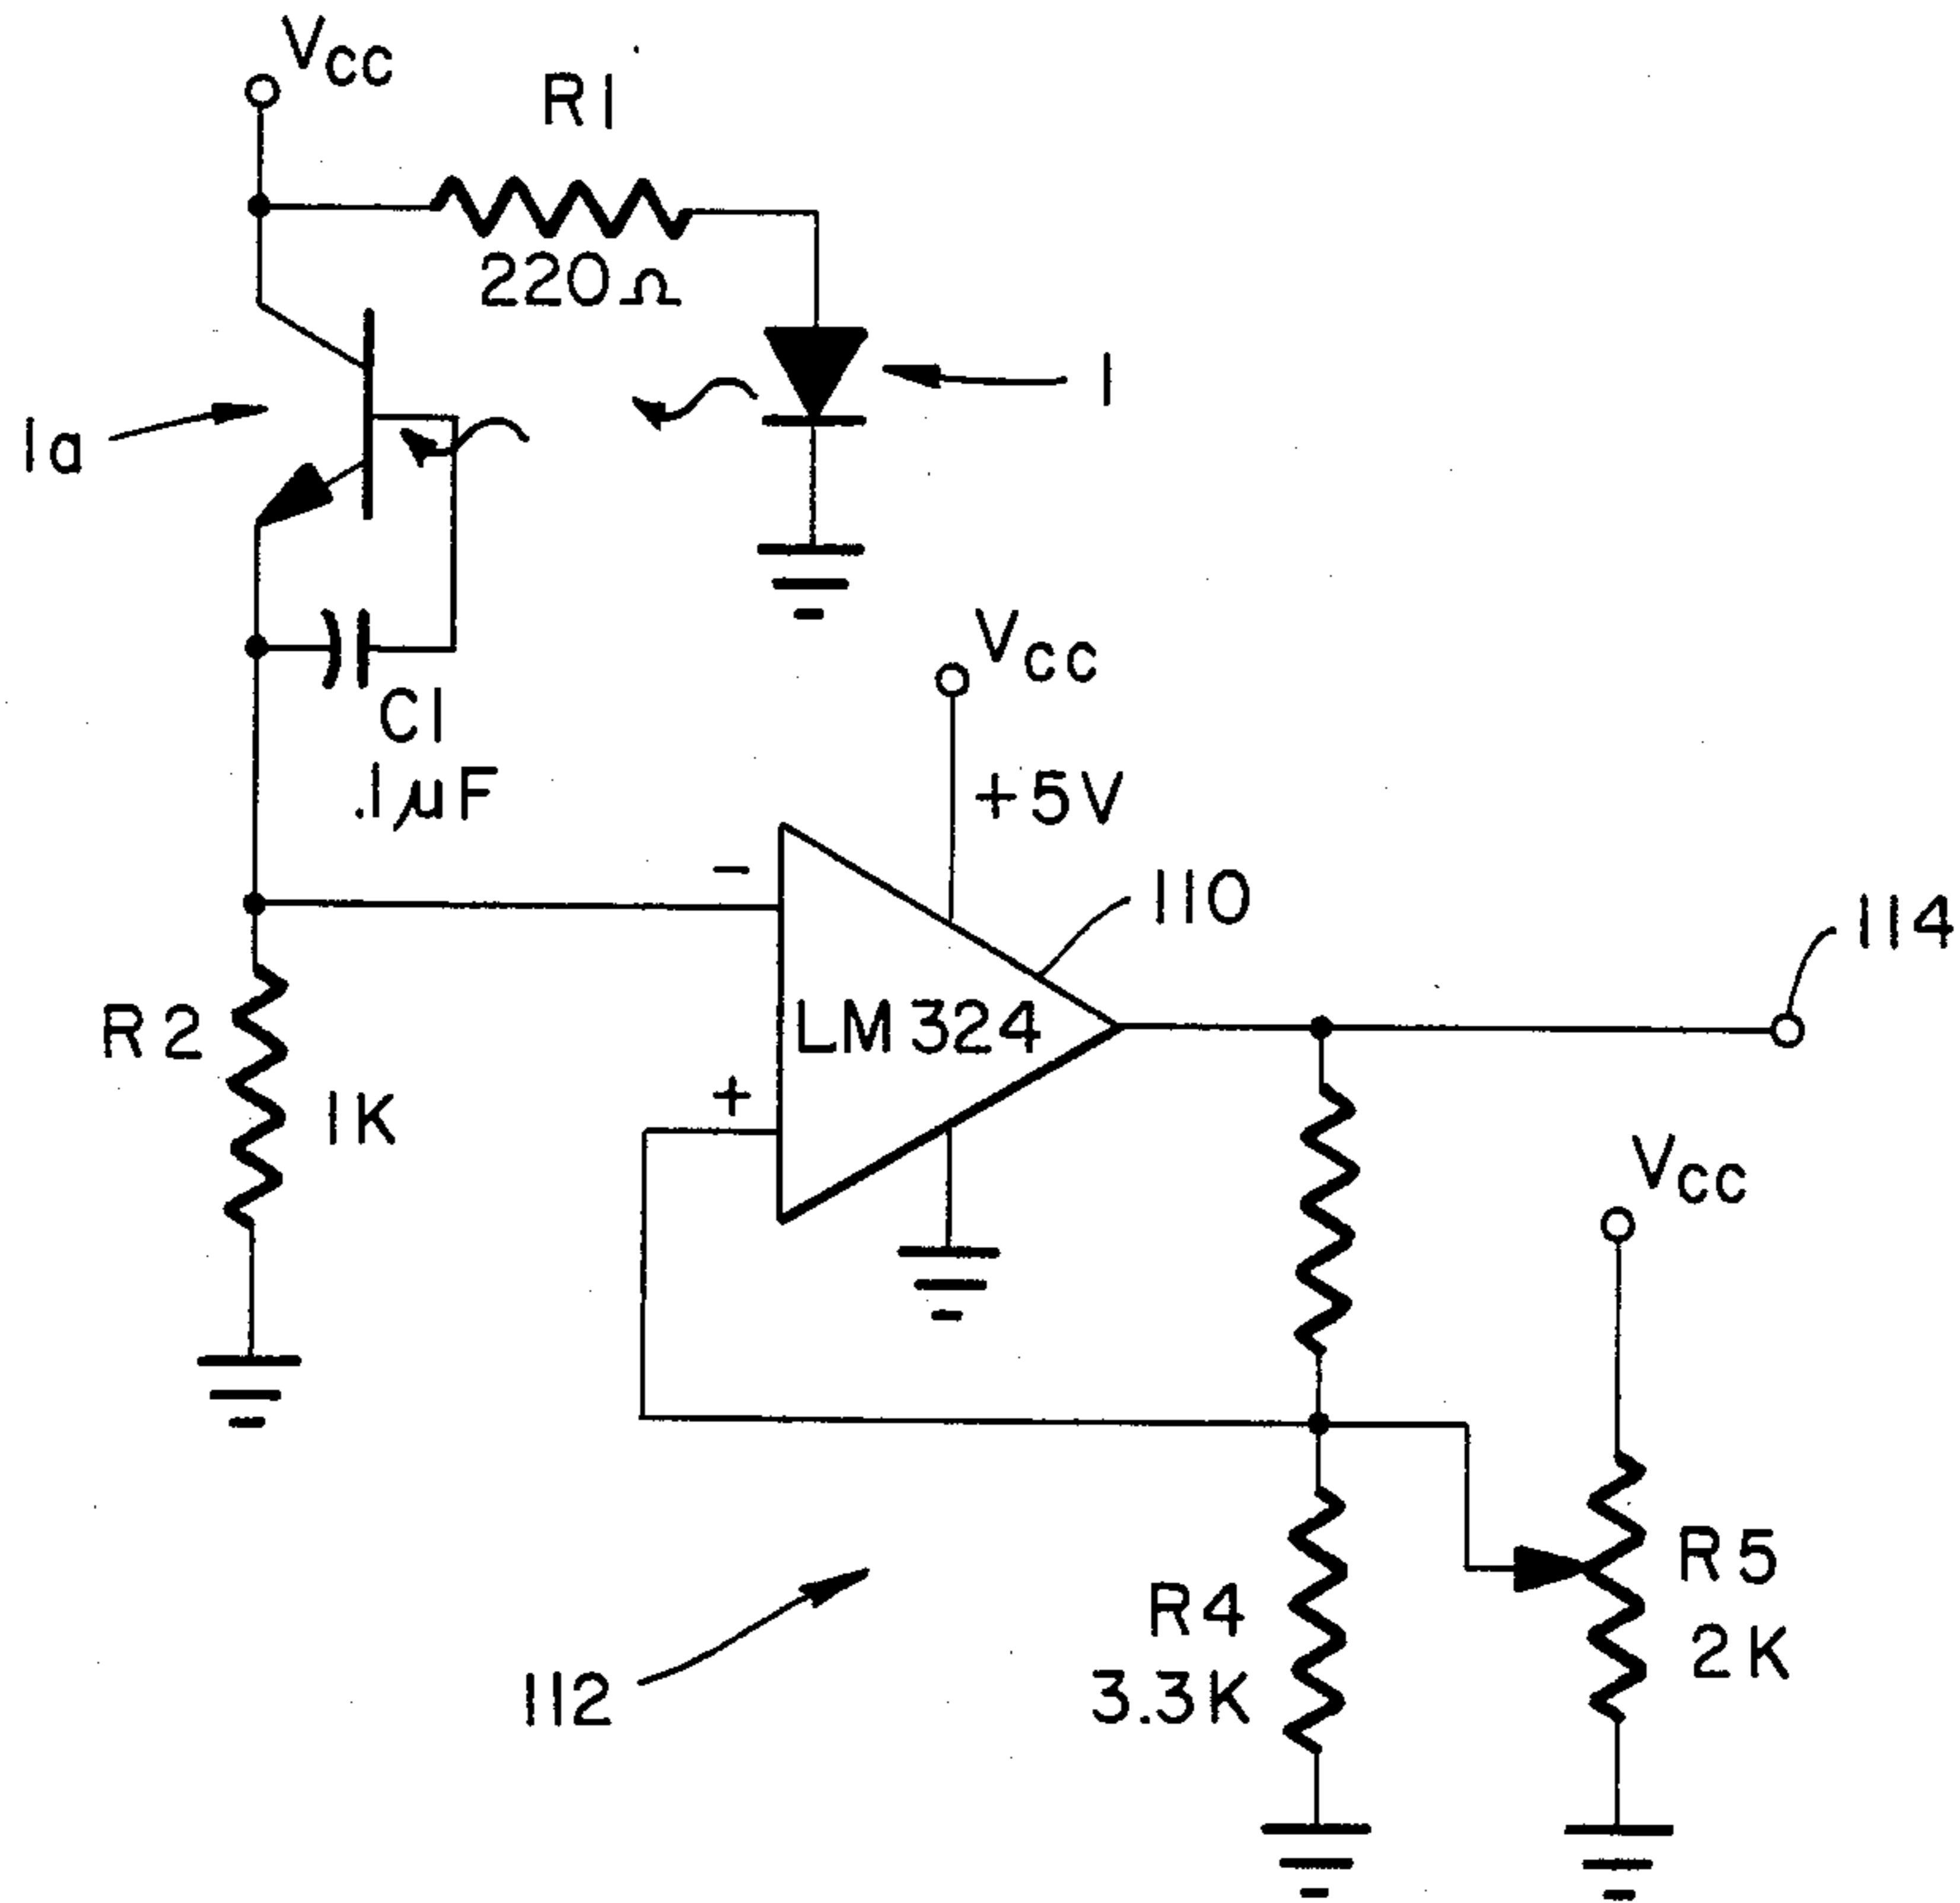 Vcc
R1
220Ω
1
1a
C1
.1µF
Vcc
+5V
-
110
114
LM324
R2
1K
+
Vcc
R5
2K
R4
3.3K
112